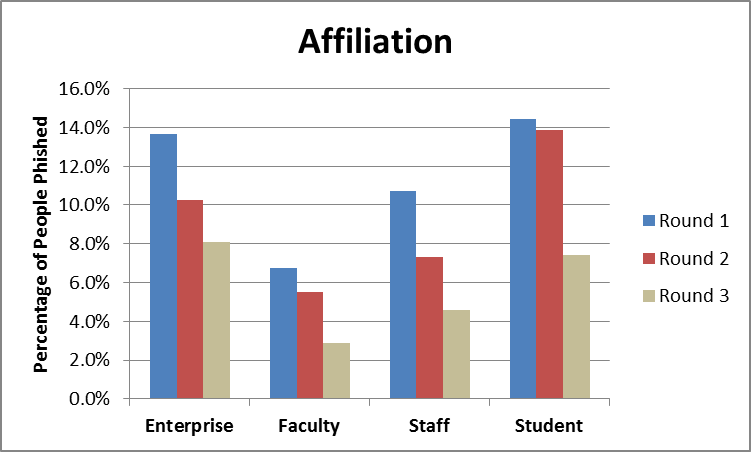 Affiliation
Percentage of People Phished
16.0%
14.0%
12.0%
10.0%
8.0%
6.0%
4.0%
2.0%
0.0%
Enterprise Faculty Staff Student
Round 1
Round 2
Round 3